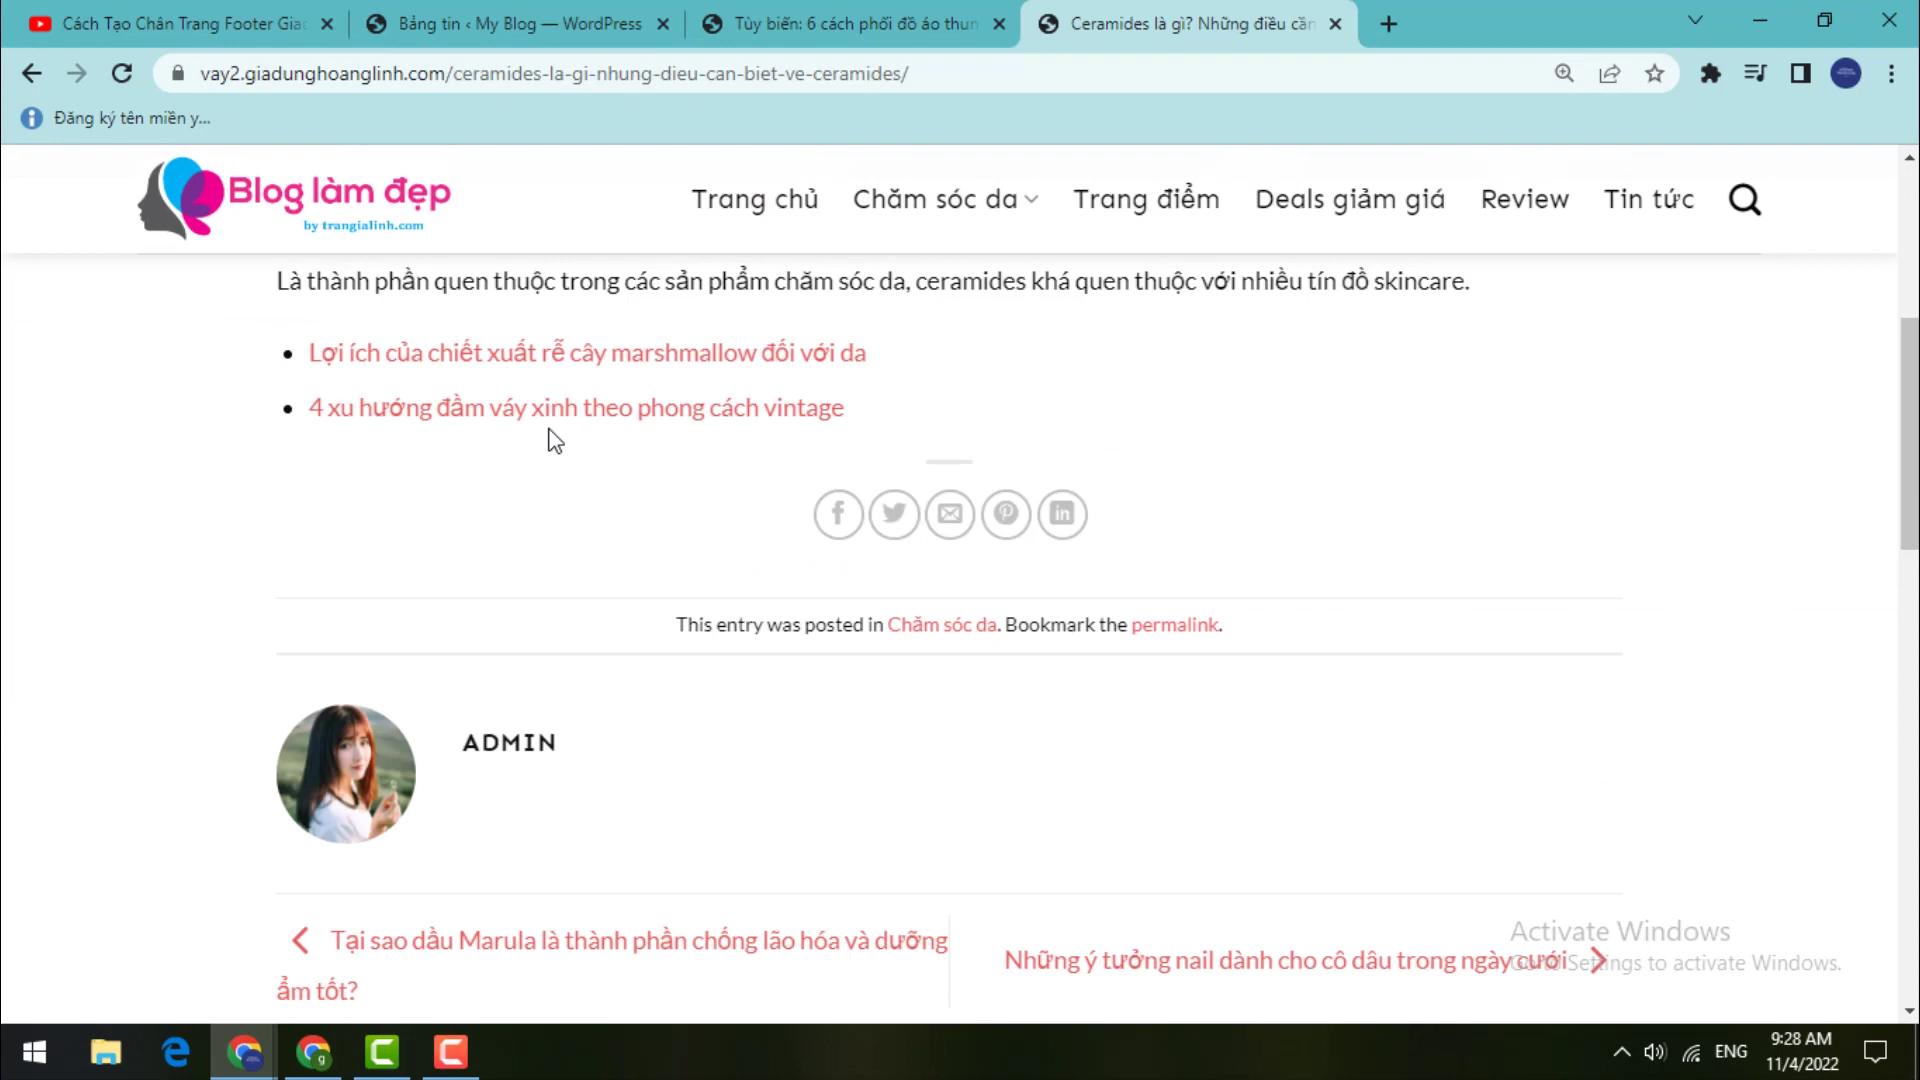 Cách Tạo Chân Trang Footer Giao
Bảng tin ‹ My Blog — WordPress
Tùy biến: 6 cách phối đồ áo thun
Ceramides là gì? Những điều cần
vay2.giadunghoanglinh.com/ceramides-la-gi-nhung-dieu-can-biet-ve-ceramides/
Đăng ký tên miền y...
Blog làm đẹp
by trangialinh.com
Trang chủ
Chăm sóc da
Trang điểm
Deals giảm giá
Review
Tin tức
Là thành phần quen thuộc trong các sản phẩm chăm sóc da, ceramides khá quen thuộc với nhiều tín đồ skincare.
Lợi ích của chiết xuất rễ cây marshmallow đối với da
4 xu hướng đầm váy xinh theo phong cách vintage
This entry was posted in Chăm sóc da. Bookmark the permalink.
ADMIN
Tại sao dầu Marula là thành phần chống lão hóa và dưỡng
ẩm tốt?
Những ý tưởng nail dành cho cô dâu trong ngày cưới
Activate Windows
Go to Settings to activate Windows.
ENG
9:28 AM
11/4/2022